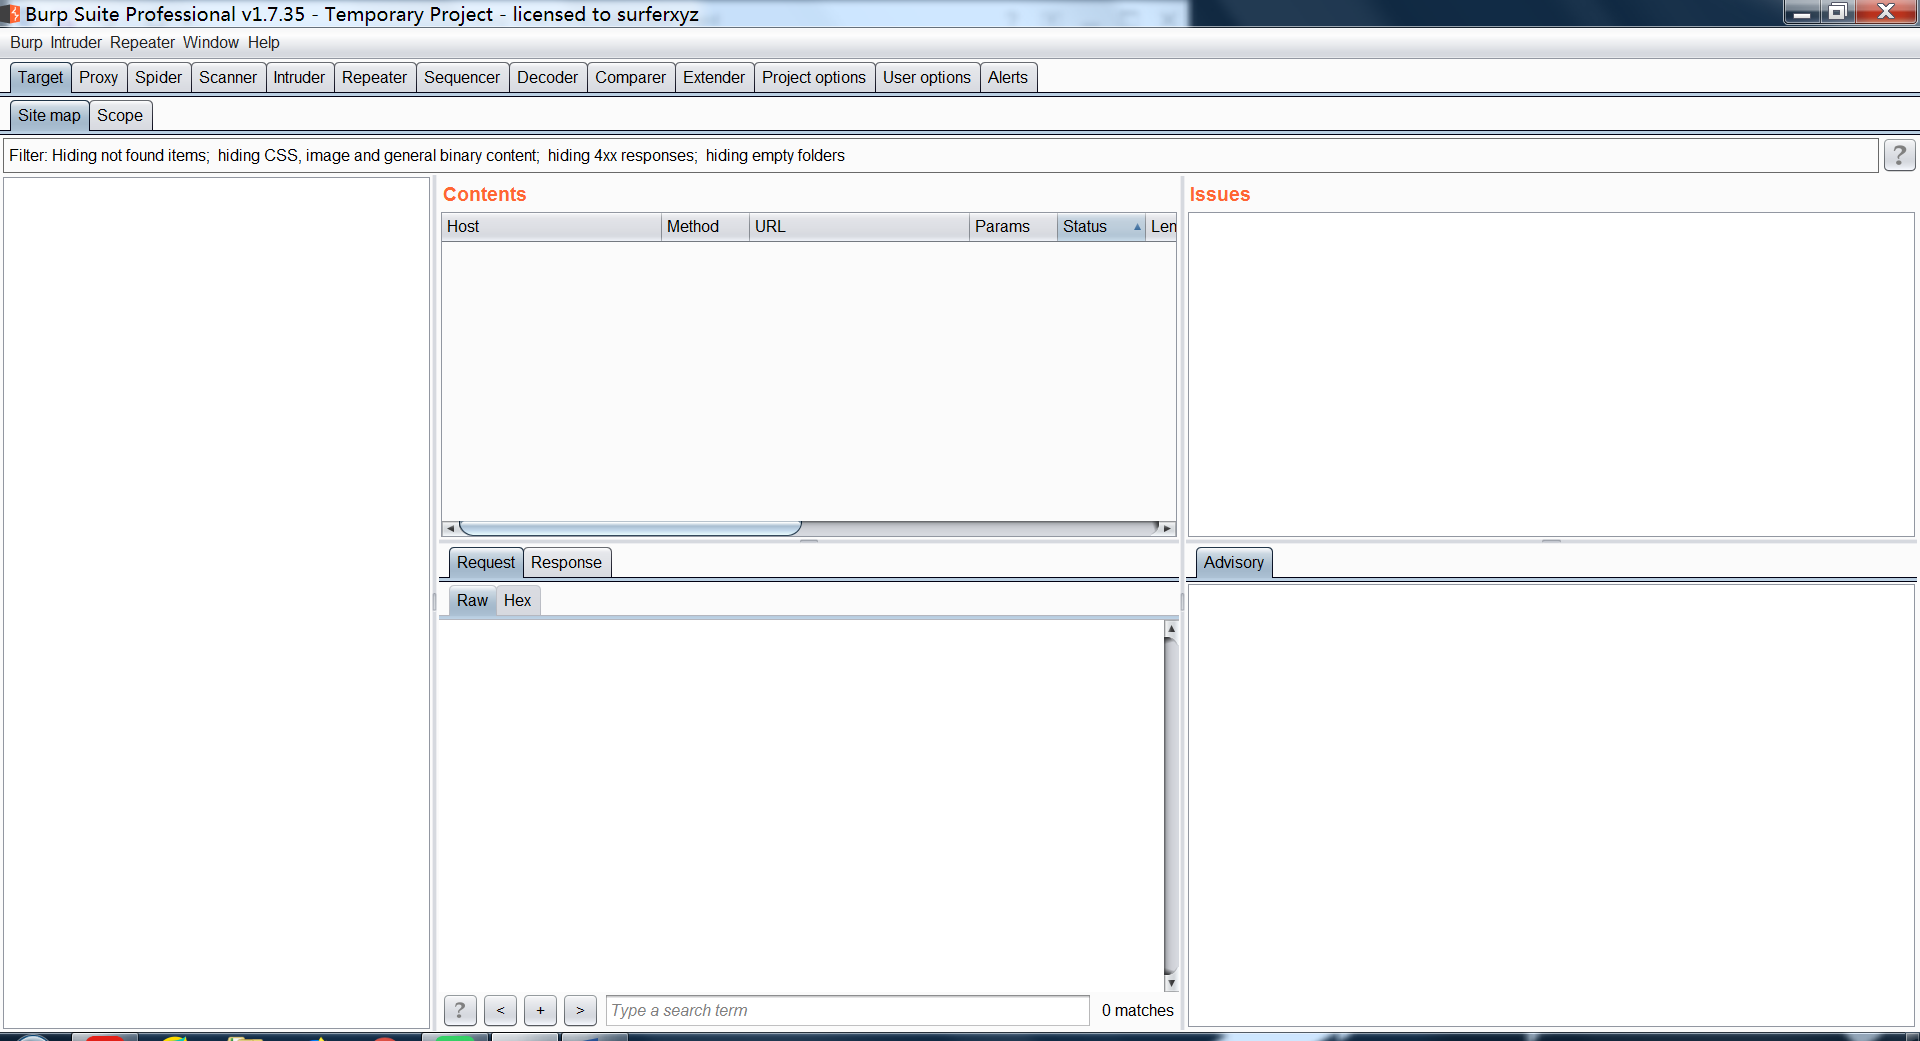 Burp Suite Professional v1.7.35 - Temporary Project - licensed to surferxyz
Burp Intruder Repeater Window Help
Target Proxy Spider Scanner Intruder Repeater Sequencer Decoder Comparer Extender Project options User options Alerts
Site map Scope
Filter: Hiding not found items; hiding CSS, image and general binary content; hiding 4xx responses; hiding empty folders
?
Contents
Host Method URL Params Status Len
Issues
Request Response
Raw Hex
Advisory
? < + > Type a search term 0 matches